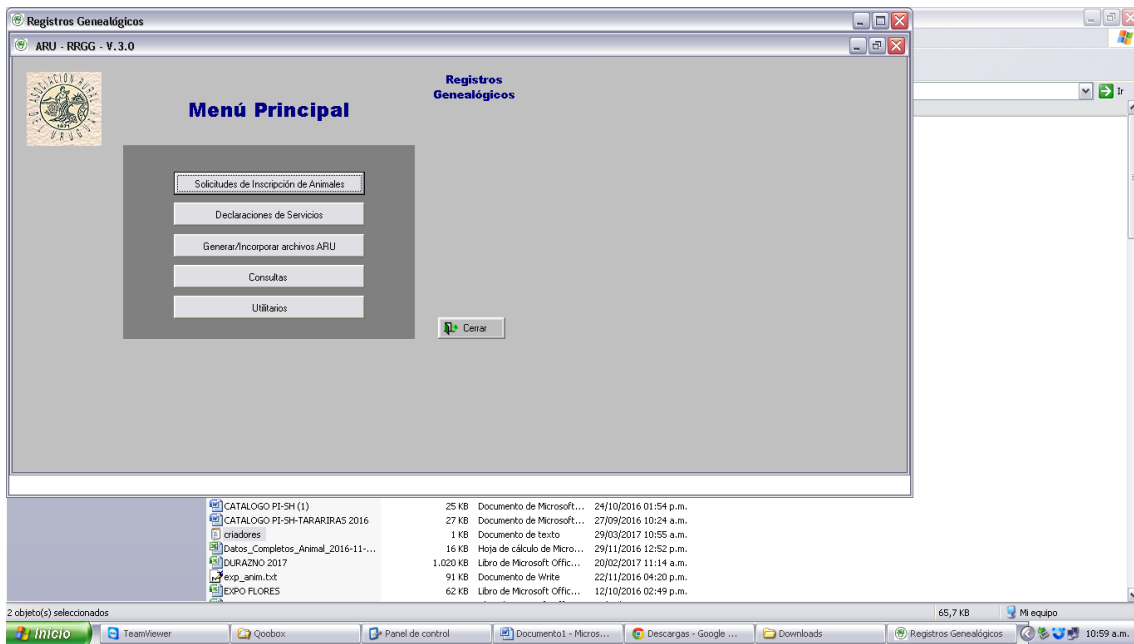 Registros Genealógicos
ARU - RRGG - V.3.0
ASOCIACIÓN RURAL
DEL URUGUAY
1871
Registros
Genealógicos
Menú Principal
Solicitudes de Inscripción de Animales
Declaraciones de Servicios
Generar/Incorporar archivos ARU
Consultas
Utilitarios
Cerrar
Ir
CATALOGO PI-SH (1) 25 KB Documento de Microsoft... 24/10/2016 01:54 p.m.
CATALOGO PI-SH-TARARIRAS 2016 27 KB Documento de Microsoft... 27/09/2016 10:24 a.m.
criadores 1 KB Documento de texto 29/03/2017 10:55 a.m.
Datos_Completos_Animal_2016-11-... 16 KB Hoja de cálculo de Micro... 29/11/2016 12:52 p.m.
DURAZNO 2017 1.020 KB Libro de Microsoft Offic... 20/02/2017 11:14 a.m.
exp_anim.txt 91 KB Documento de Write 22/11/2016 04:20 p.m.
EXPO FLORES 62 KB Libro de Microsoft Offic... 12/10/2016 02:49 p.m.
2 objeto(s) seleccionados 65,7 KB Mi equipo
Inicio TeamViewer Qoobox Panel de control Documento1 - Micros... Descargas - Google ... Downloads Registros Genealógicos 10:59 a.m.